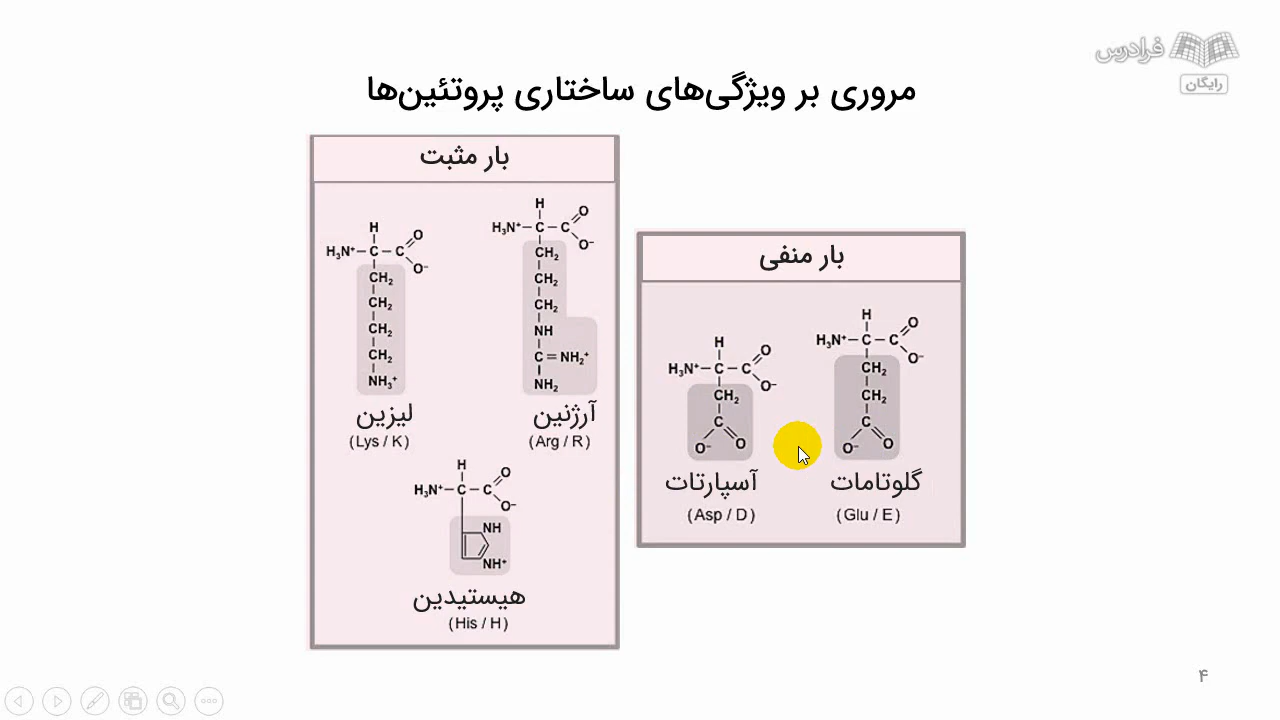 فرادرس
رایگان
مروری بر ویژگی‌های ساختاری پروتئین‌ها
بار مثبت
H
H₃N⁺ C C O
O⁻
CH₂
CH₂
CH₂
CH₂
NH₃⁺
لیزین
(Lys / K)
H
H₃N⁺ C C O
O⁻
CH₂
CH₂
CH₂
NH
C = NH₂⁺
NH₂
آرژنین
(Arg / R)
H
H₃N⁺ C C O
O⁻
NH
NH⁺
هیستیدین
(His / H)
بار منفی
H
H₃N⁺ C C O
O⁻
CH₂
C
O⁻ O
آسپارتات
(Asp / D)
H
H₃N⁺ C C O
O⁻
CH₂
CH₂
C
O⁻ O
گلوتامات
(Glu / E)
۴